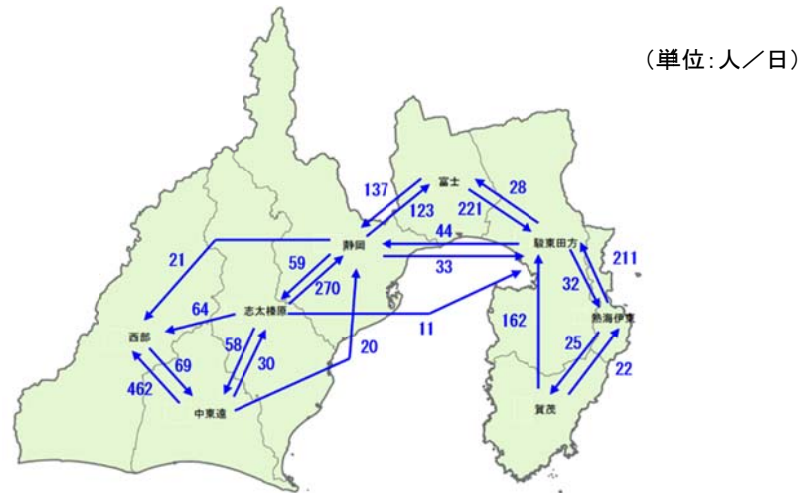 （単位：人／日）
富士
137
28
123
221
静岡
44
駿東田方
21
59
33
211
270
32
64
志太榛原
11
熱海伊東
西部
58
20
162
25
69
30
22
462
中東遠
賀茂